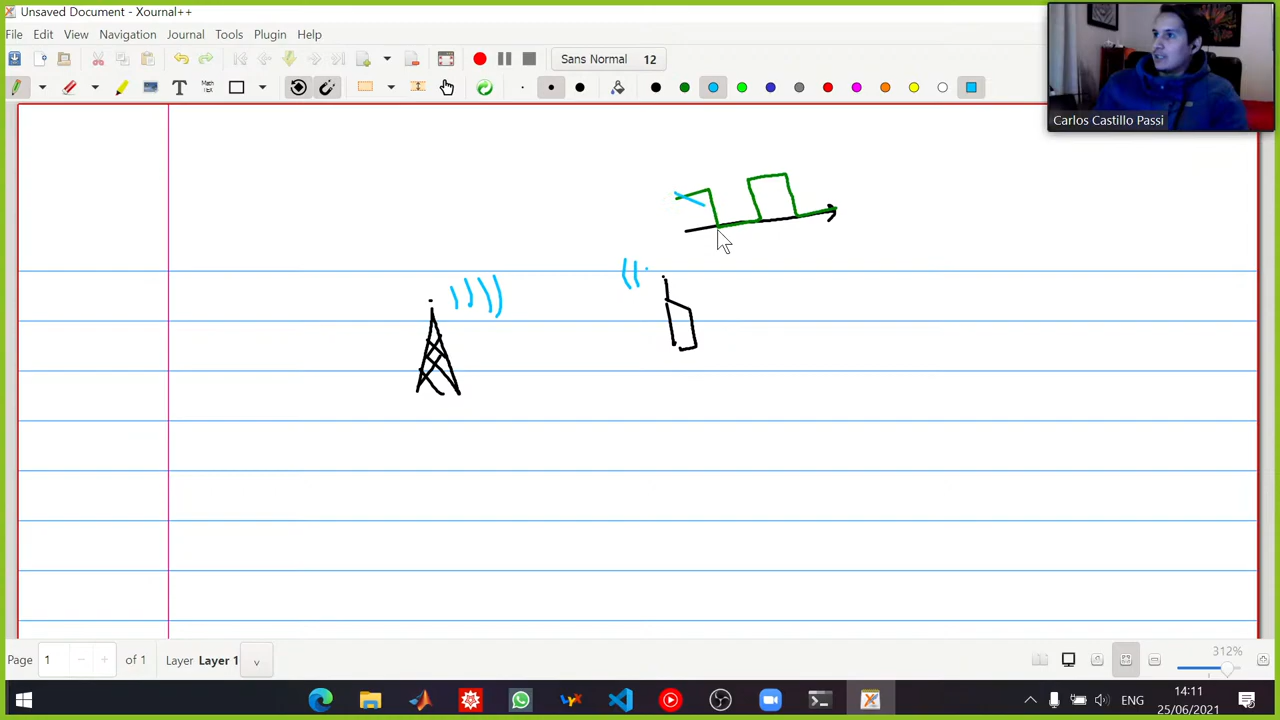 Unsaved Document - Xournal++
File Edit View Navigation Journal Tools Plugin Help
Sans Normal 12
Carlos Castillo Passi
Page 1 of 1 Layer Layer 1
312%
ENG
14:11
25/06/2021